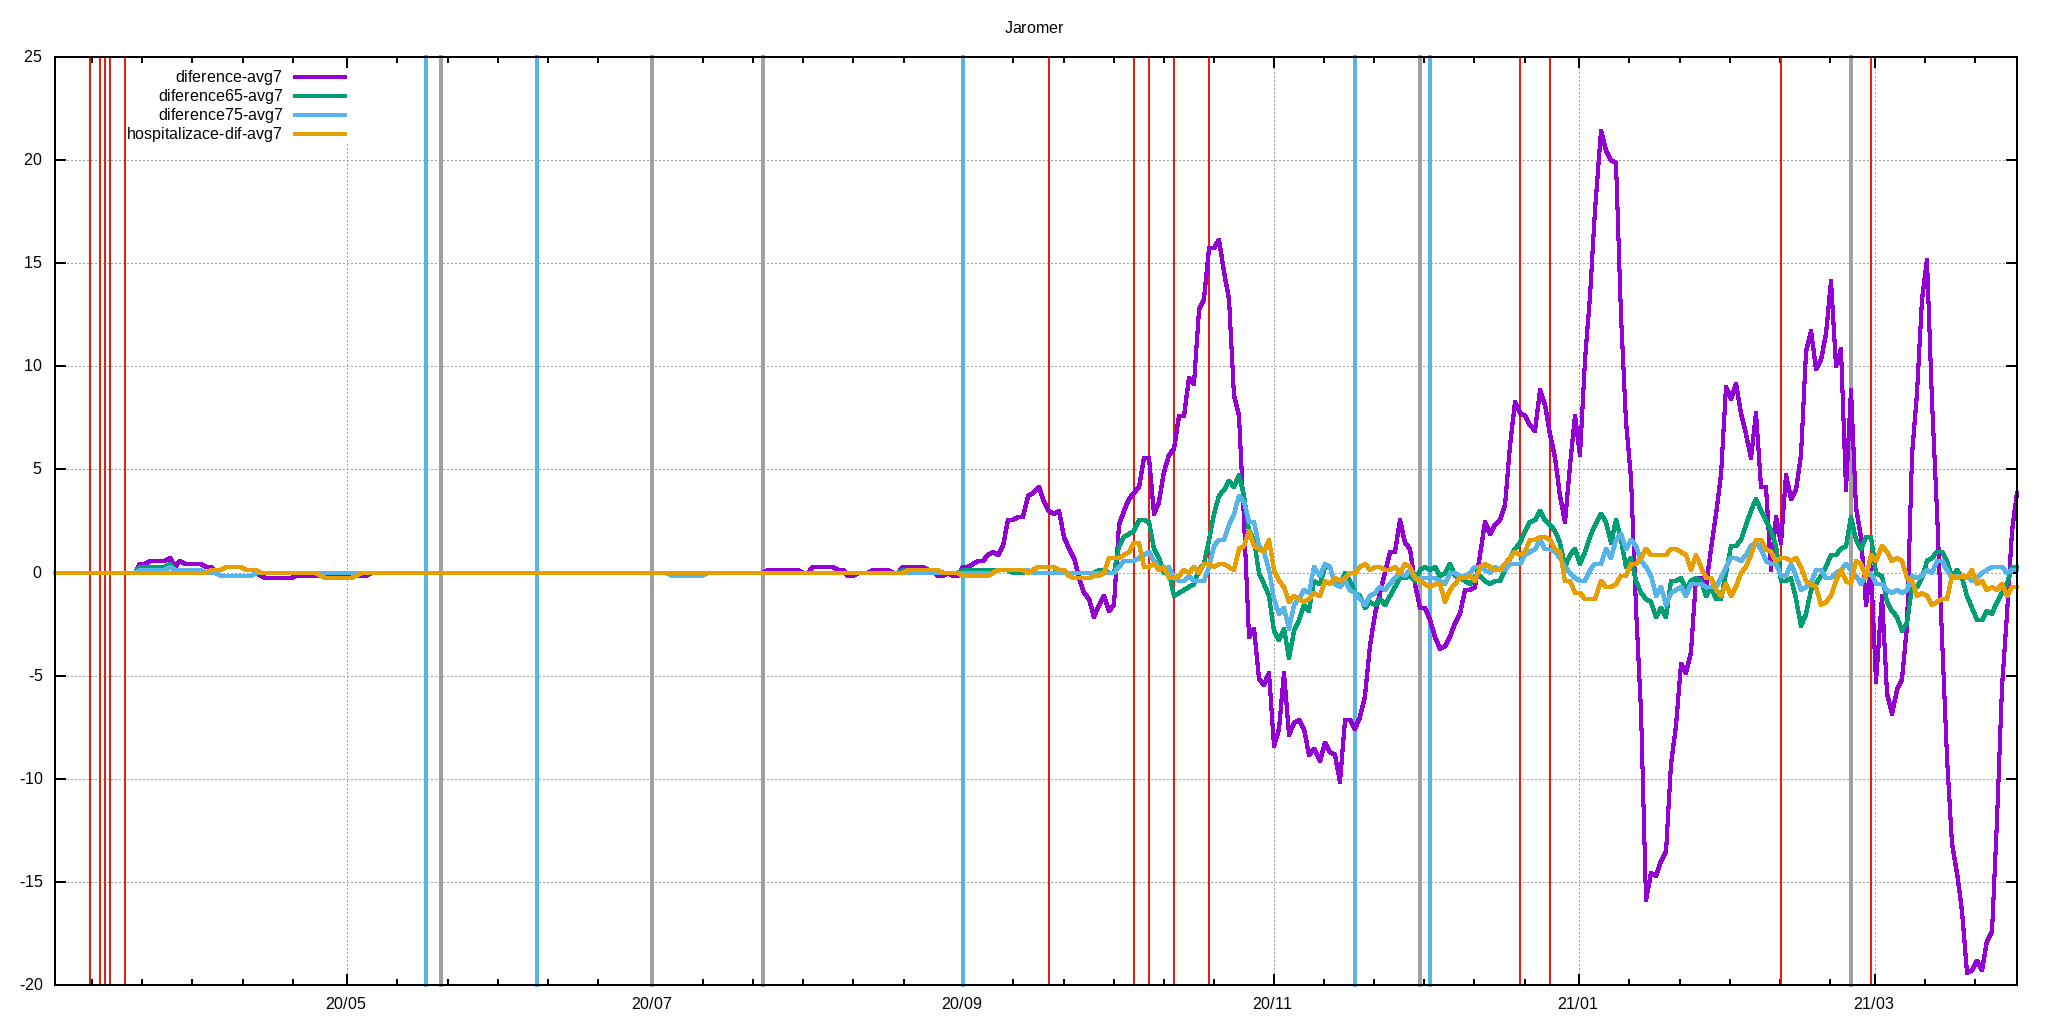 Jaromer
25
diference-avg7
diference65-avg7
diference75-avg7
hospitalizace-dif-avg7
20
15
10
5
0
-5
-10
-15
-20
20/05 20/07 20/09 20/11 21/01 21/03